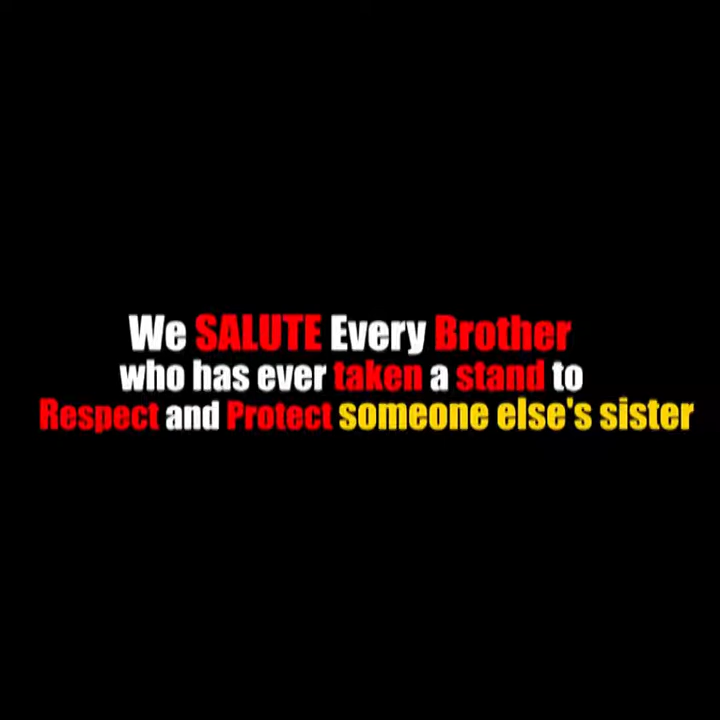 We SALUTE Every Brother
who has ever taken a stand to
Respect and Protect someone else's sister